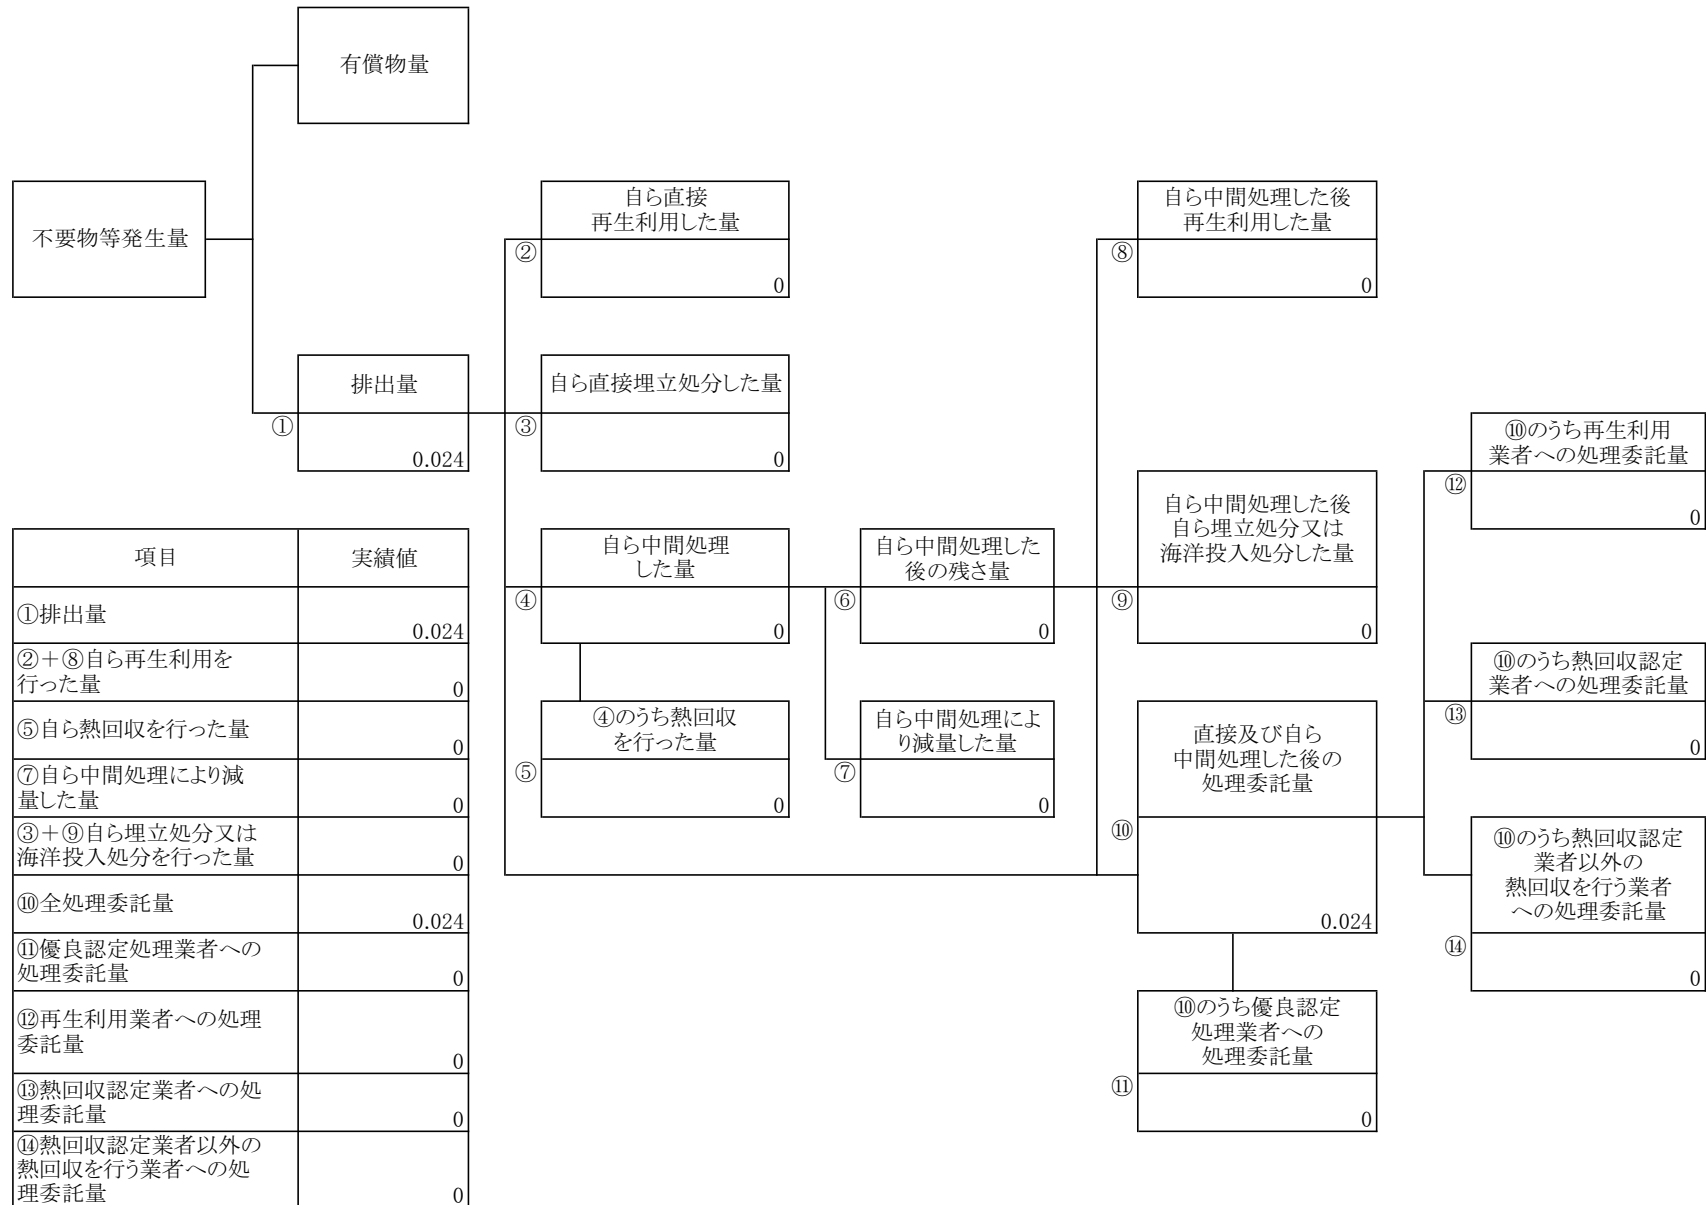 有償物量
不要物等発生量
排出量
①
0.024
自ら直接
再生利用した量
②
0
自ら直接埋立処分した量
③
0
自ら中間処理
した量
④
0
④のうち熱回収
を行った量
⑤
0
自ら中間処理した
後の残さ量
⑥
0
自ら中間処理によ
り減量した量
⑦
0
自ら中間処理した後
再生利用した量
⑧
0
自ら中間処理した後
自ら埋立処分又は
海洋投入処分した量
⑨
0
直接及び自ら
中間処理した後の
処理委託量
⑩
0.024
⑩のうち優良認定
処理業者への
処理委託量
⑪
0
⑩のうち再生利用
業者への処理委託量
⑫
0
⑩のうち熱回収認定
業者への処理委託量
⑬
0
⑩のうち熱回収認定
業者以外の
熱回収を行う業者
への処理委託量
⑭
0
項目 実績値
①排出量 0.024
②＋⑧自ら再生利用を
行った量 0
⑤自ら熱回収を行った量 0
⑦自ら中間処理により減
量した量 0
③＋⑨自ら埋立処分又は
海洋投入処分を行った量 0
⑩全処理委託量 0.024
⑪優良認定処理業者への
処理委託量 0
⑫再生利用業者への処理
委託量 0
⑬熱回収認定業者への処
理委託量 0
⑭熱回収認定業者以外の
熱回収を行う業者への処
理委託量 0